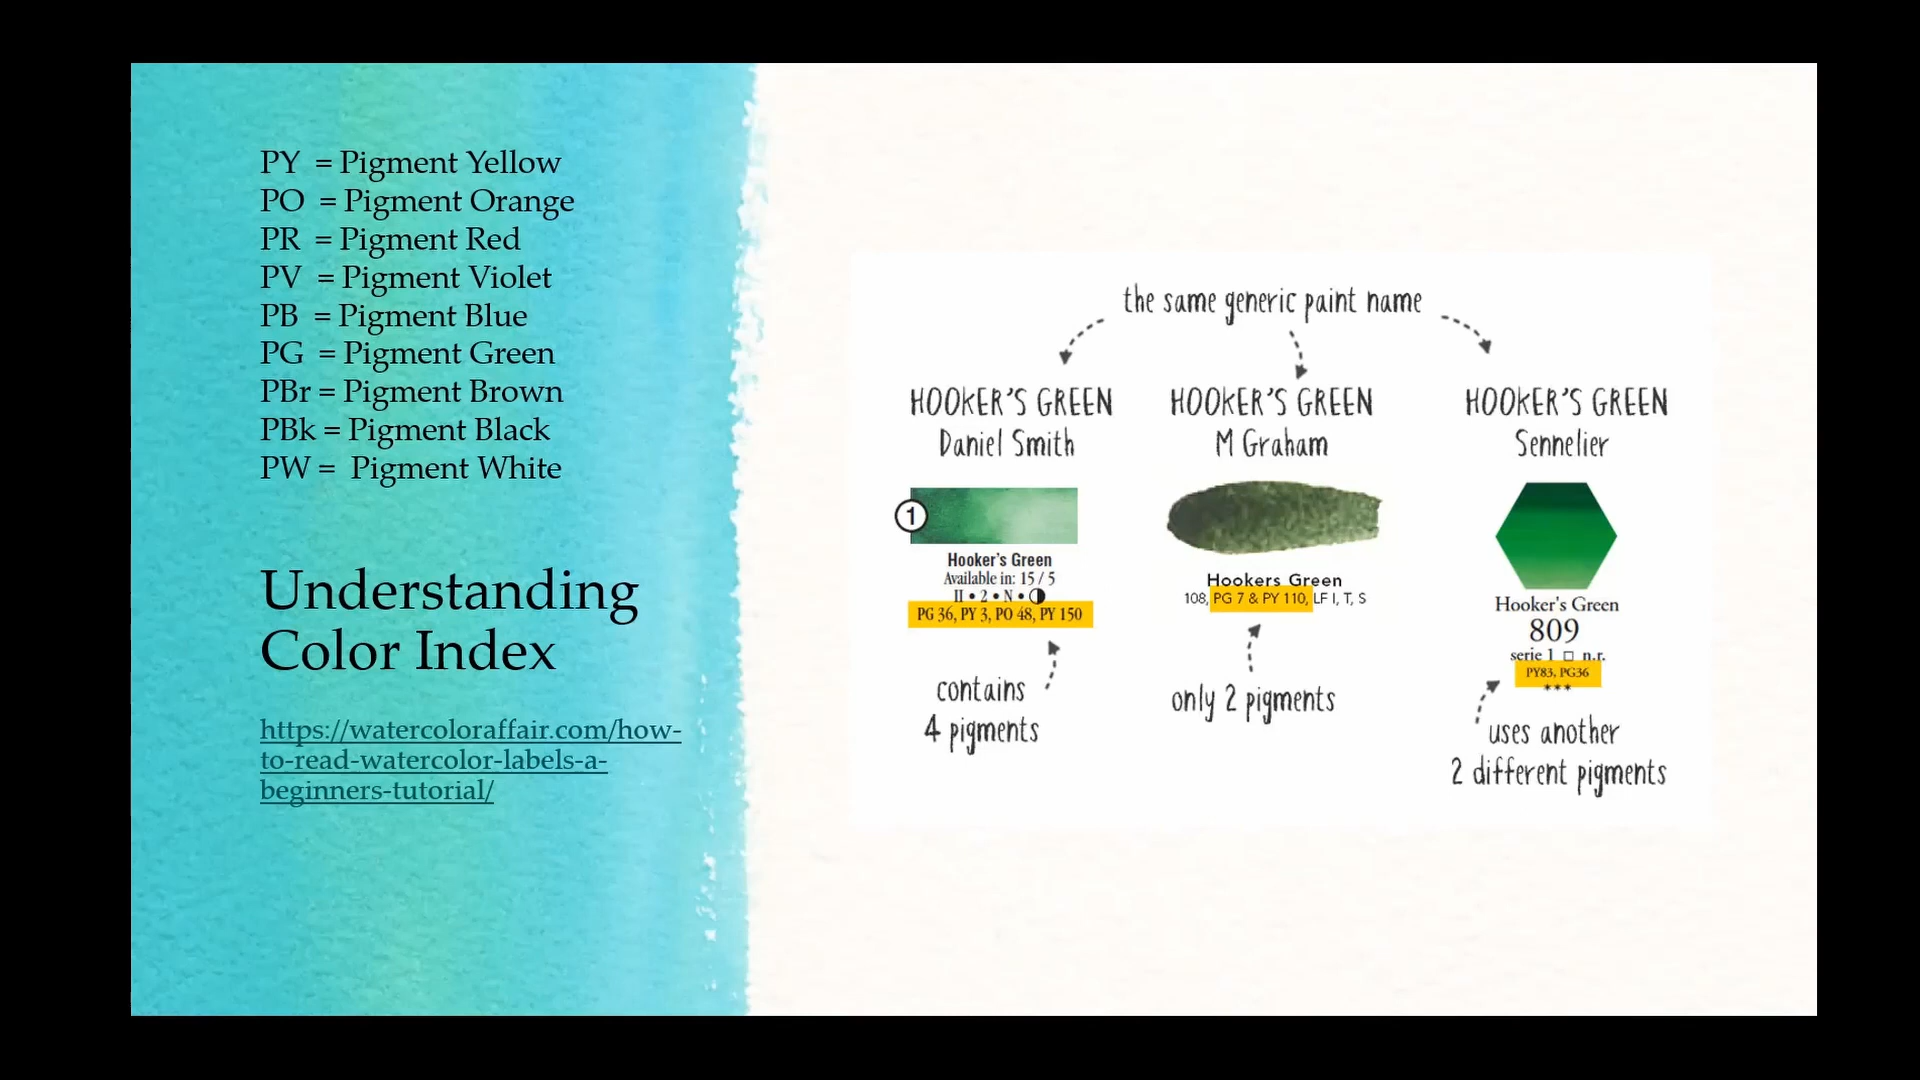 PY = Pigment Yellow
PO = Pigment Orange
PR = Pigment Red
PV = Pigment Violet
PB = Pigment Blue
PG = Pigment Green
PBr = Pigment Brown
PBk = Pigment Black
PW = Pigment White
Understanding
Color Index
https://watercoloraffair.com/how-
to-read-watercolor-labels-a-
beginners-tutorial/
the same generic paint name
HOOKER'S GREEN
Daniel Smith
1
Hooker's Green
Available in: 15 / 5
II • 2 • N • ◑
PG 36, PY 3, PO 48, PY 150
contains
4 pigments
HOOKER'S GREEN
M Graham
Hookers Green
108, PG 7 & PY 110, LF I, T, S
only 2 pigments
HOOKER'S GREEN
Sennelier
Hooker's Green
809
serie 1 □ n.r.
PY83, PG36
***
uses another
2 different pigments